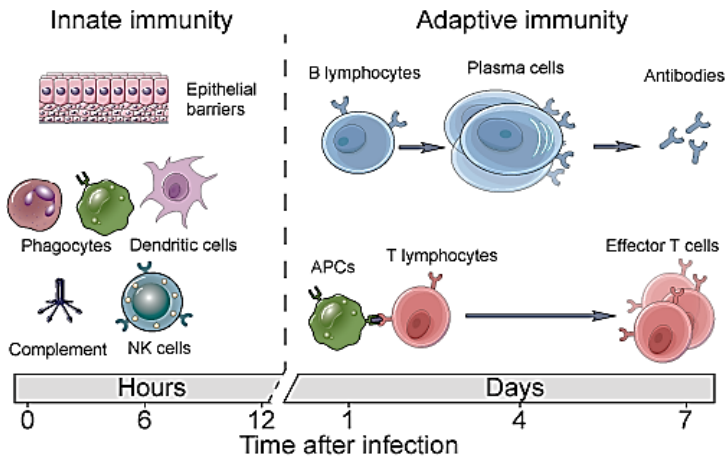 Innate immunity
Adaptive immunity
Epithelial
barriers
B lymphocytes
Plasma cells
Antibodies
Phagocytes
Dendritic cells
APCs
T lymphocytes
Effector T cells
Complement
NK cells
Hours
Days
0
6
12
1
4
7
Time after infection